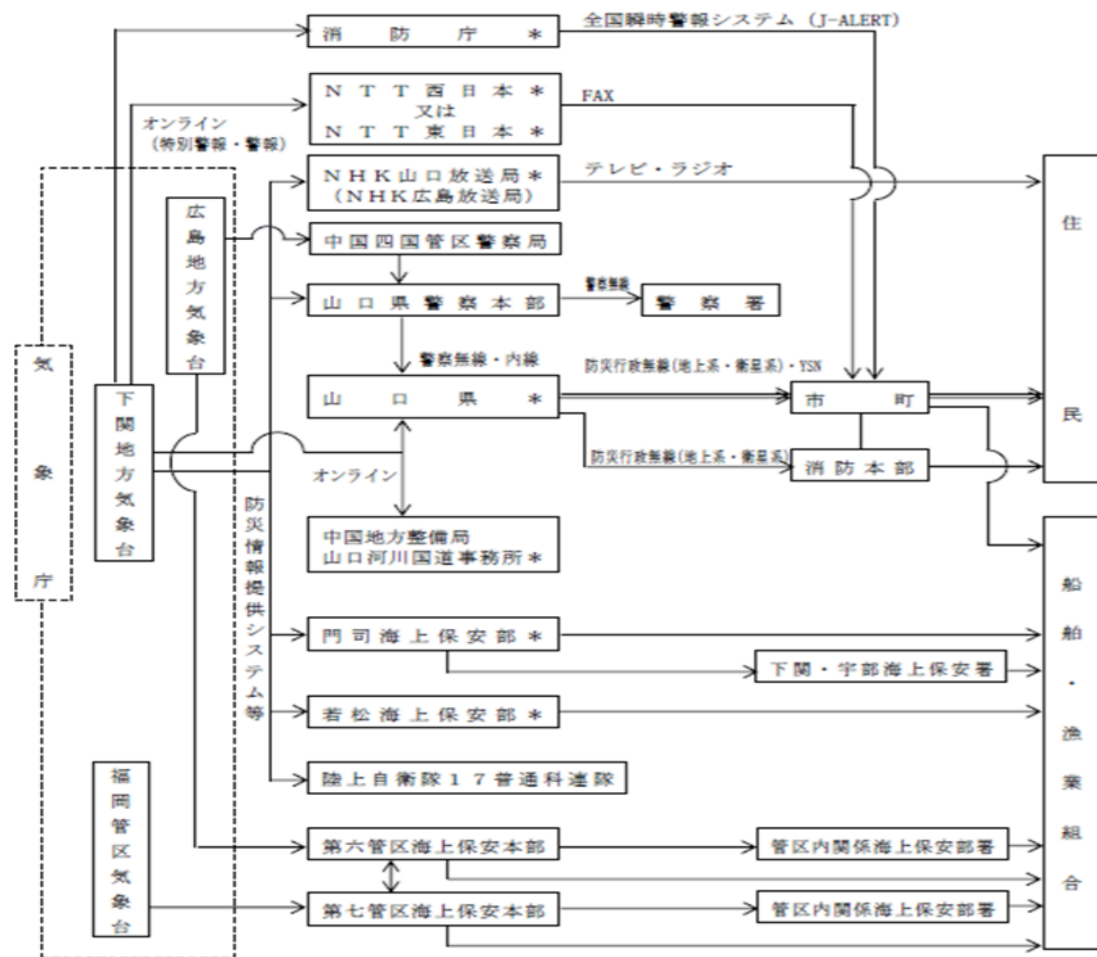 消防庁*
全国瞬時警報システム (J-ALERT)
NTT西日本*
又は
NTT東日本*
FAX
オンライン
(特別警報・警報)
NHK山口放送局*
(NHK広島放送局)
テレビ・ラジオ
住民
広島地方気象台
中国四国管区警察局
山口県警察本部
警察無線
警察署
気象庁
警察無線・内線
防災行政無線(地上系・衛星系)・YSN
下関地方気象台
山口県*
市町
オンライン
防災行政無線(地上系・衛星系)
消防本部
防災情報提供システム等
中国地方整備局
山口河川国道事務所*
船舶・漁業組合
門司海上保安部*
下関・宇部海上保安署
若松海上保安部*
福岡管区気象台
陸上自衛隊17普通科連隊
第六管区海上保安本部
管区内関係海上保安部署
第七管区海上保安本部
管区内関係海上保安部署